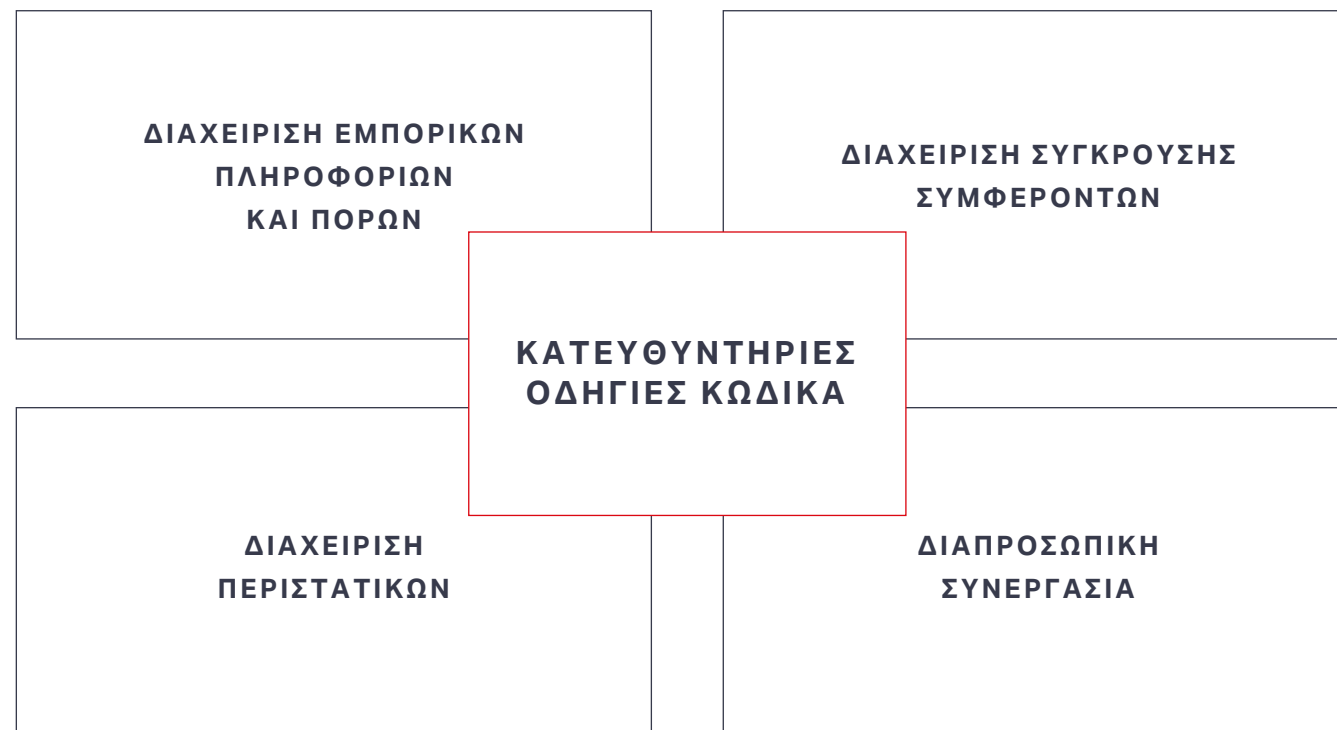 ΔΙΑΧΕΙΡΙΣΗ ΕΜΠΟΡΙΚΩΝ
ΠΛΗΡΟΦΟΡΙΩΝ
ΚΑΙ ΠΟΡΩΝ
ΔΙΑΧΕΙΡΙΣΗ ΣΥΓΚΡΟΥΣΗΣ
ΣΥΜΦΕΡΟΝΤΩΝ
ΚΑΤΕΥΘΥΝΤΗΡΙΕΣ
ΟΔΗΓΙΕΣ ΚΩΔΙΚΑ
ΔΙΑΧΕΙΡΙΣΗ
ΠΕΡΙΣΤΑΤΙΚΩΝ
ΔΙΑΠΡΟΣΩΠΙΚΗ
ΣΥΝΕΡΓΑΣΙΑ